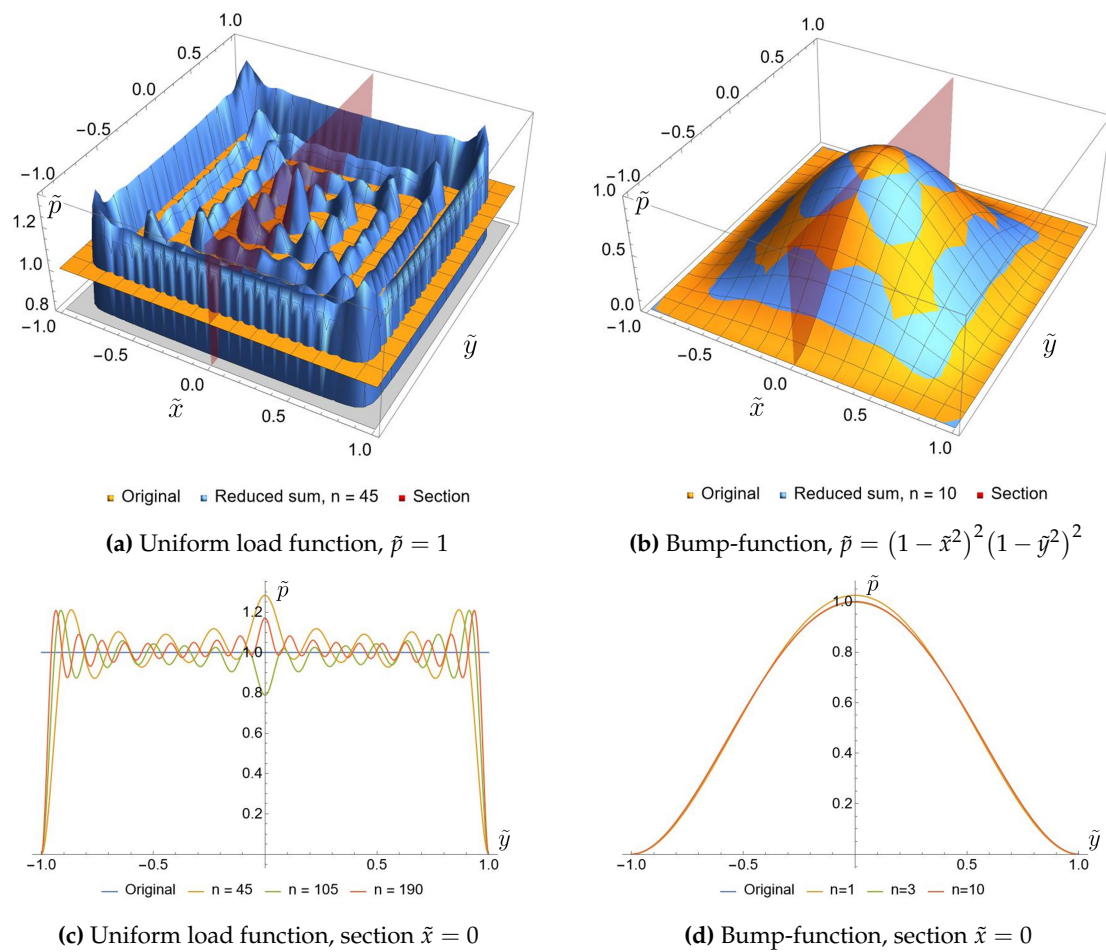 1.0
0.5
0.0
−0.5
−1.0
p̃
1.2
1.0
0.8
−1.0
−0.5
0.0
0.5
1.0
x̃
ỹ
Original Reduced sum, n = 45 Section
(a) Uniform load function, p̃ = 1
1.0
0.5
0.0
−0.5
−1.0
1.0
p̃
0.5
0.0
−1.0
−0.5
0.0
0.5
1.0
x̃
ỹ
Original Reduced sum, n = 10 Section
(b) Bump-function, p̃ = (1 − x̃²)²(1 − ỹ²)²
p̃
1.2
1.0
1.0
0.8
0.6
0.4
0.2
ỹ
−1.0 −0.5 0.5 1.0
Original n = 45 n = 105 n = 190
(c) Uniform load function, section x̃ = 0
p̃
1.0
0.8
0.6
0.4
0.2
ỹ
−1.0 −0.5 0.5 1.0
Original n=1 n=3 n=10
(d) Bump-function, section x̃ = 0